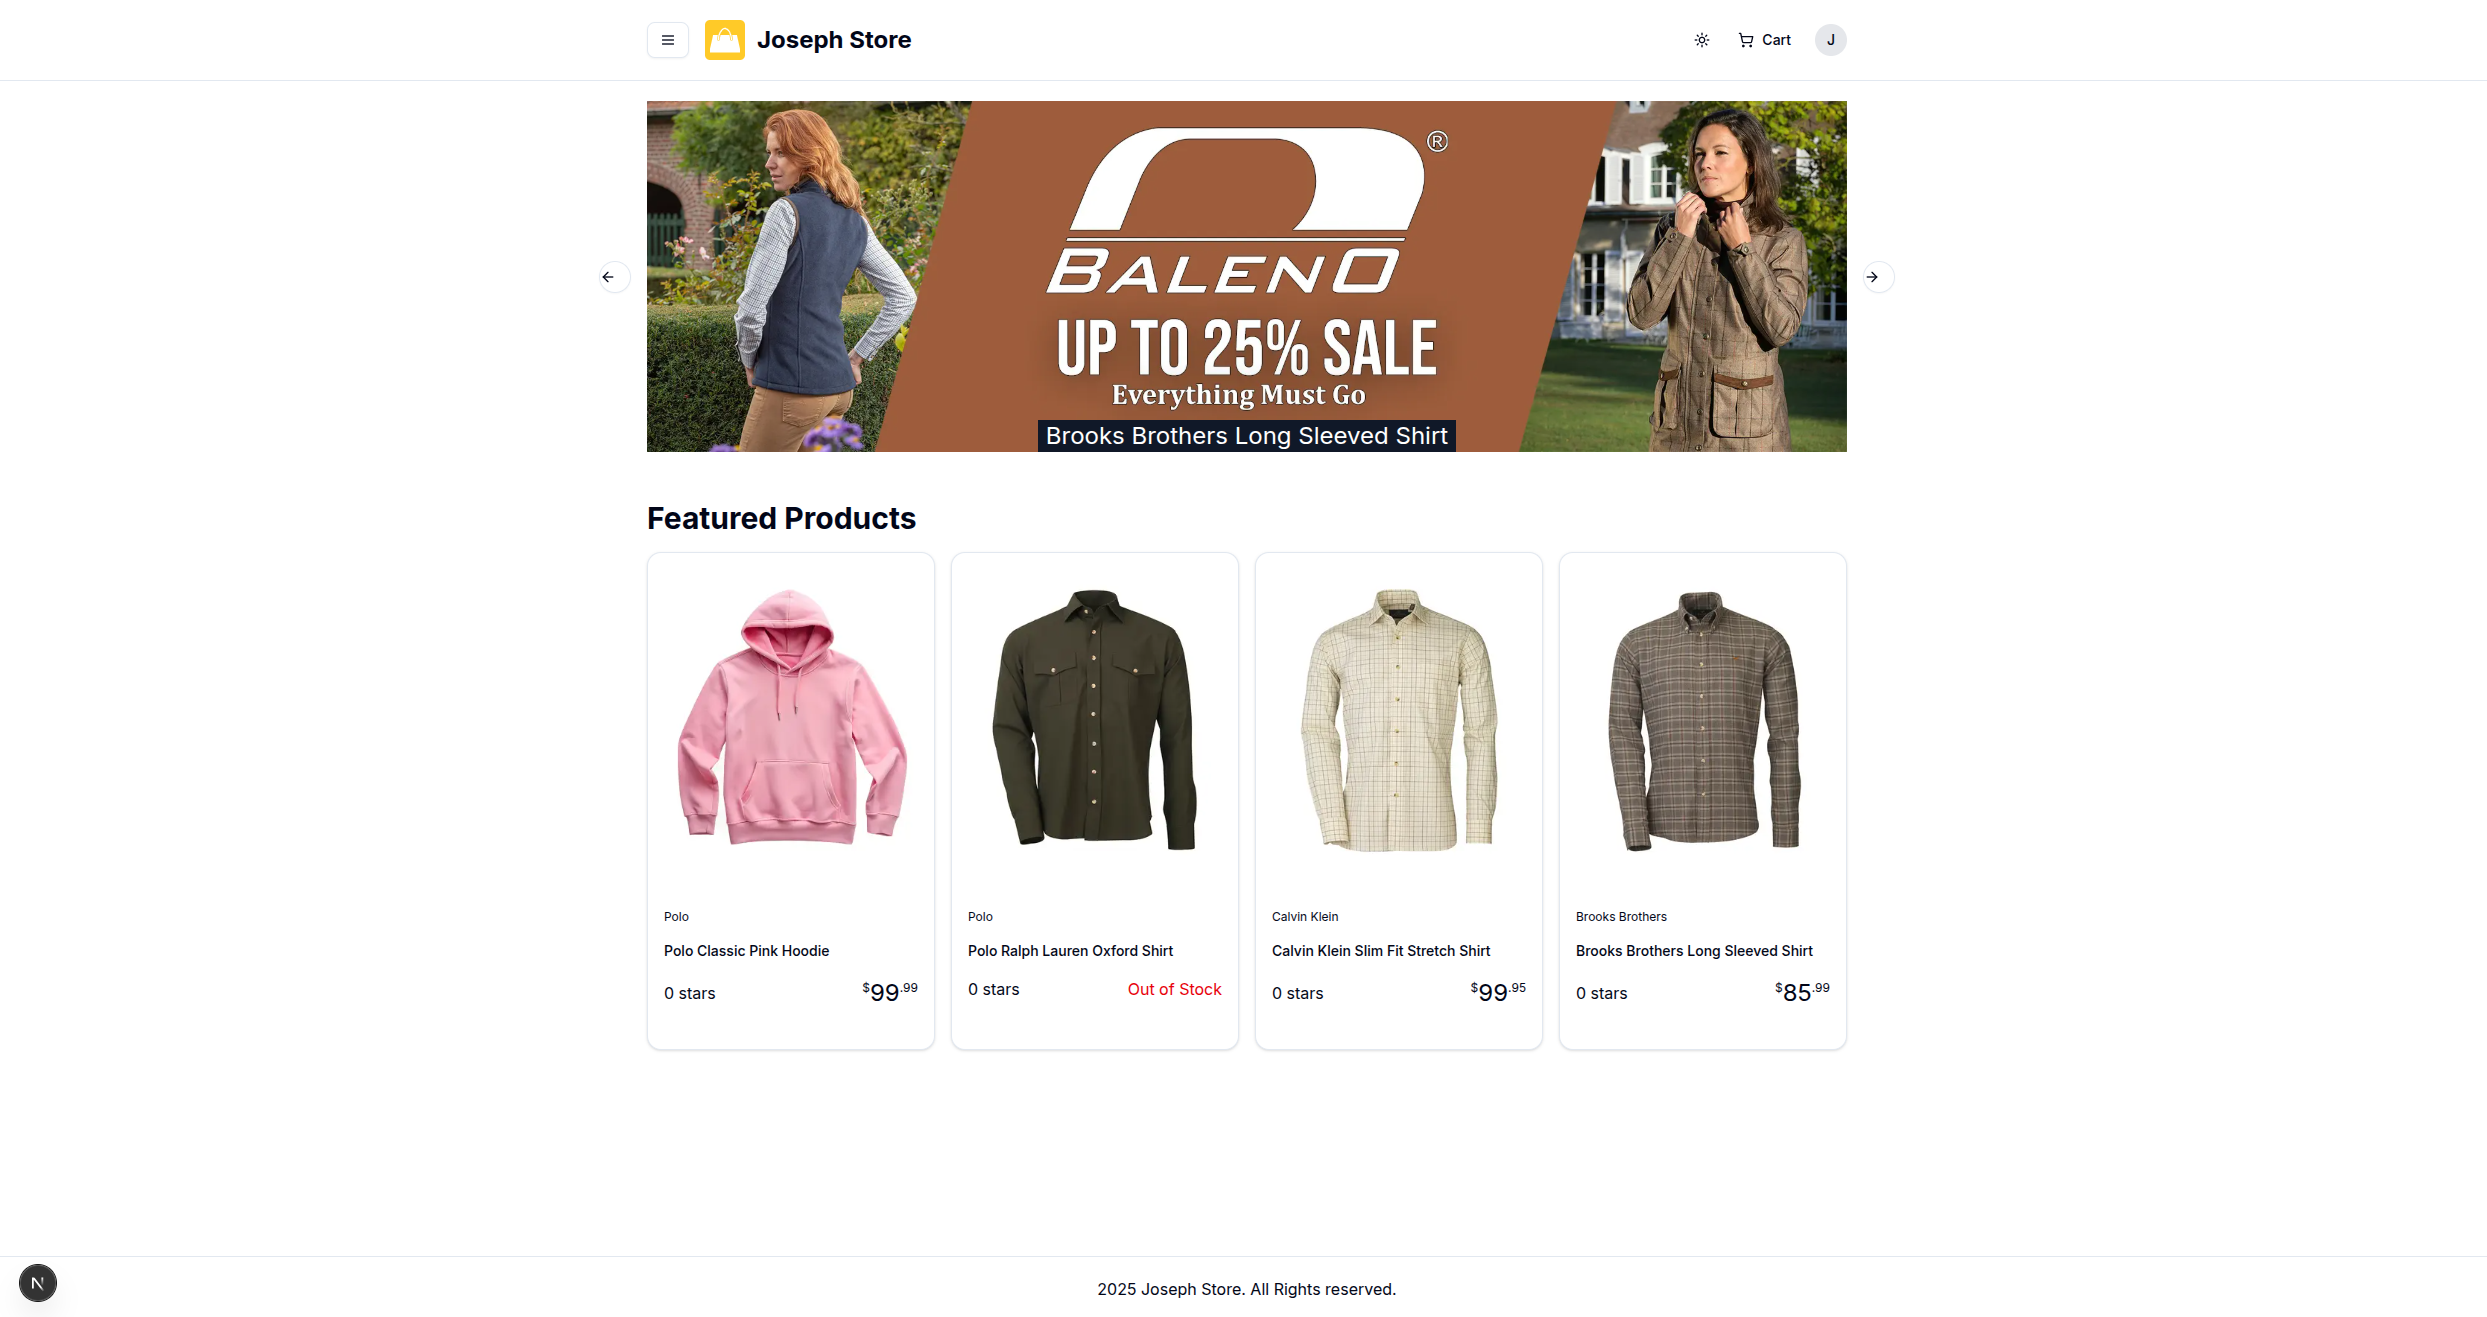 Joseph Store
Cart
J
®
BALENO
UP TO 25% SALE
Everything Must Go
Brooks Brothers Long Sleeved Shirt
Featured Products
Polo
Polo Classic Pink Hoodie
0 stars
$99.99
Polo
Polo Ralph Lauren Oxford Shirt
0 stars
Out of Stock
Calvin Klein
Calvin Klein Slim Fit Stretch Shirt
0 stars
$99.95
Brooks Brothers
Brooks Brothers Long Sleeved Shirt
0 stars
$85.99
N
2025 Joseph Store. All Rights reserved.